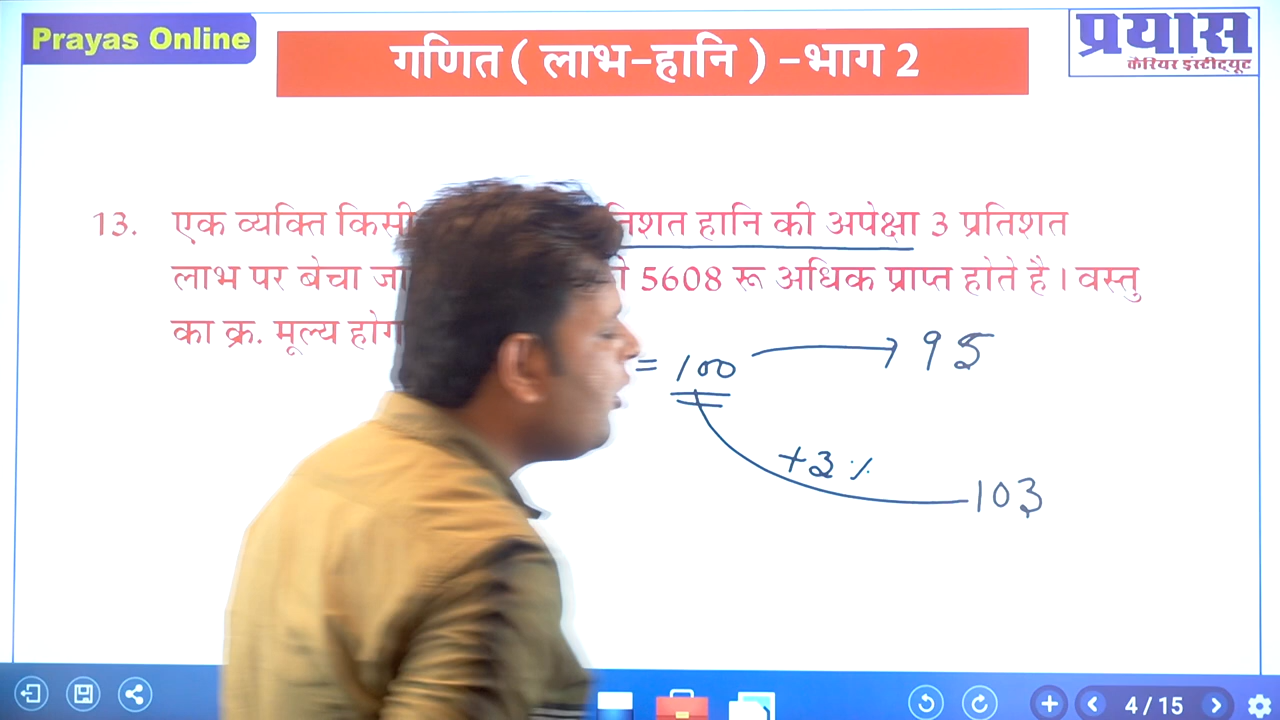 Prayas Online
गणित ( लाभ-हानि ) -भाग 2
प्रयास
केरियर इंस्टीट्यूट
13. एक व्यक्ति किसी हानि की अपेक्षा 3 प्रतिशत
लाभ पर बेचा 5608 रू अधिक प्राप्त होते है । वस्तु
का क्र. मूल्य
= 100 95
+3 %
103
4 / 15